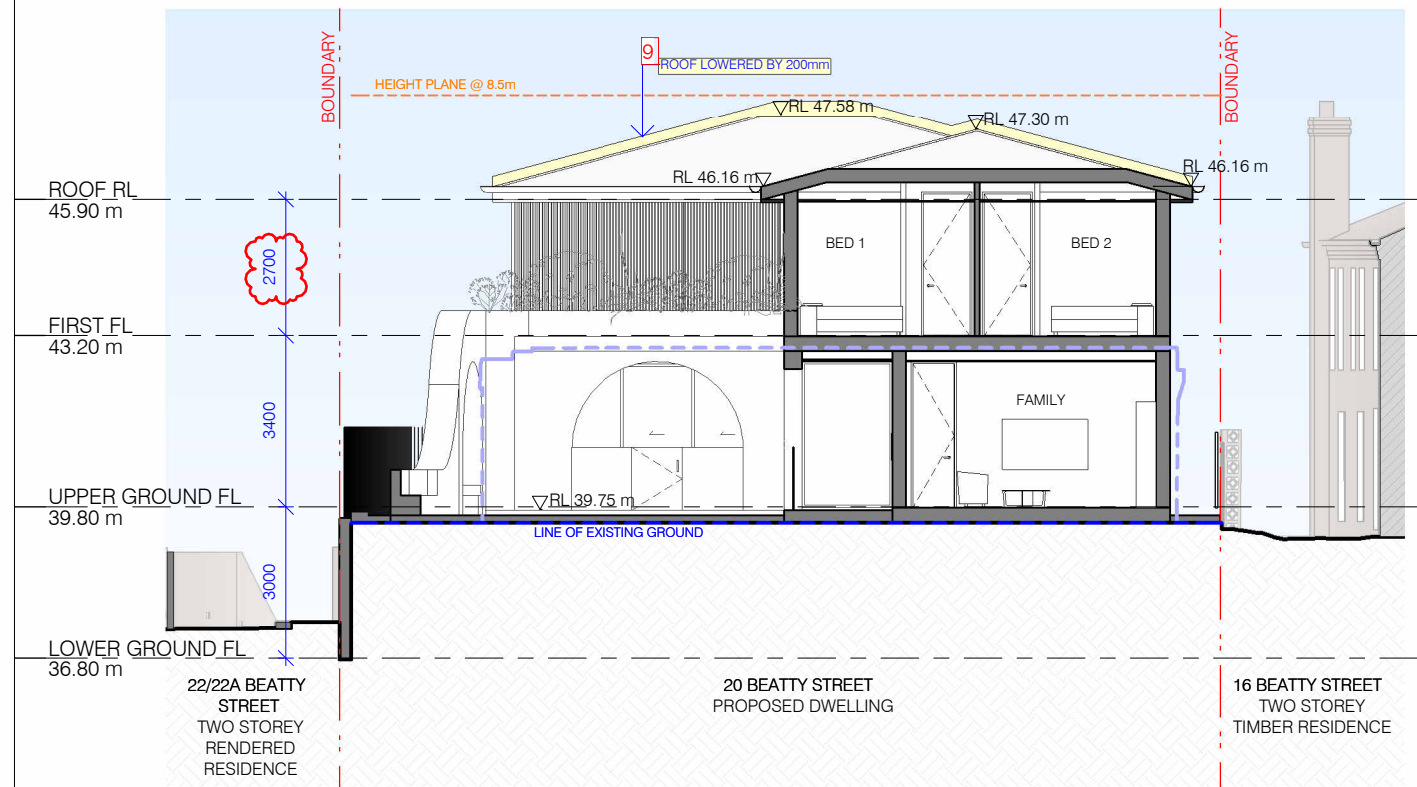 BOUNDARY
9
ROOF LOWERED BY 200mm
BOUNDARY
HEIGHT PLANE @ 8.5m
RL 47.58 m
RL 47.30 m
RL 46.16 m
RL 46.16 m
ROOF RL
45.90 m
2700
BED 1
BED 2
FIRST FL
43.20 m
3400
FAMILY
UPPER GROUND FL
39.80 m
RL 39.75 m
LINE OF EXISTING GROUND
3000
LOWER GROUND FL
36.80 m
22/22A BEATTY
STREET
TWO STOREY
RENDERED
RESIDENCE
20 BEATTY STREET
PROPOSED DWELLING
16 BEATTY STREET
TWO STOREY
TIMBER RESIDENCE